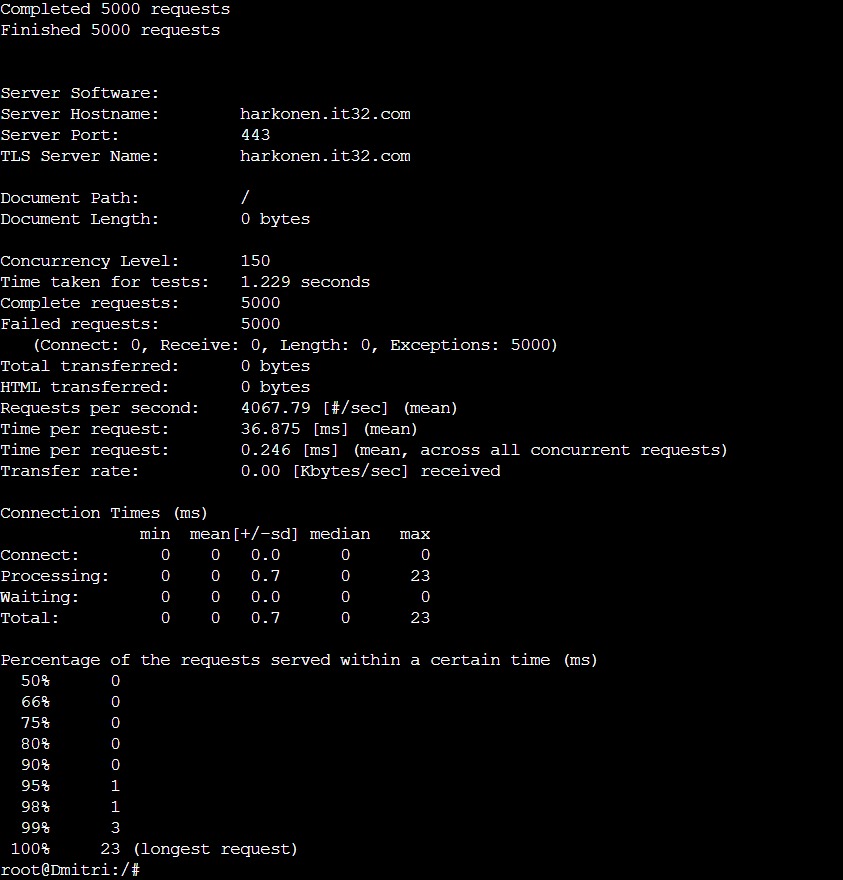 Completed 5000 requests
Finished 5000 requests
Server Software:
Server Hostname: harkonen.it32.com
Server Port: 443
TLS Server Name: harkonen.it32.com
Document Path: /
Document Length: 0 bytes
Concurrency Level: 150
Time taken for tests: 1.229 seconds
Complete requests: 5000
Failed requests: 5000
(Connect: 0, Receive: 0, Length: 0, Exceptions: 5000)
Total transferred: 0 bytes
HTML transferred: 0 bytes
Requests per second: 4067.79 [#/sec] (mean)
Time per request: 36.875 [ms] (mean)
Time per request: 0.246 [ms] (mean, across all concurrent requests)
Transfer rate: 0.00 [Kbytes/sec] received
Connection Times (ms)
min mean[+/-sd] median max
Connect: 0 0 0.0 0 0
Processing: 0 0 0.7 0 23
Waiting: 0 0 0.0 0 0
Total: 0 0 0.7 0 23
Percentage of the requests served within a certain time (ms)
50% 0
66% 0
75% 0
80% 0
90% 0
95% 1
98% 1
99% 3
100% 23 (longest request)
root@Dmitri:/#